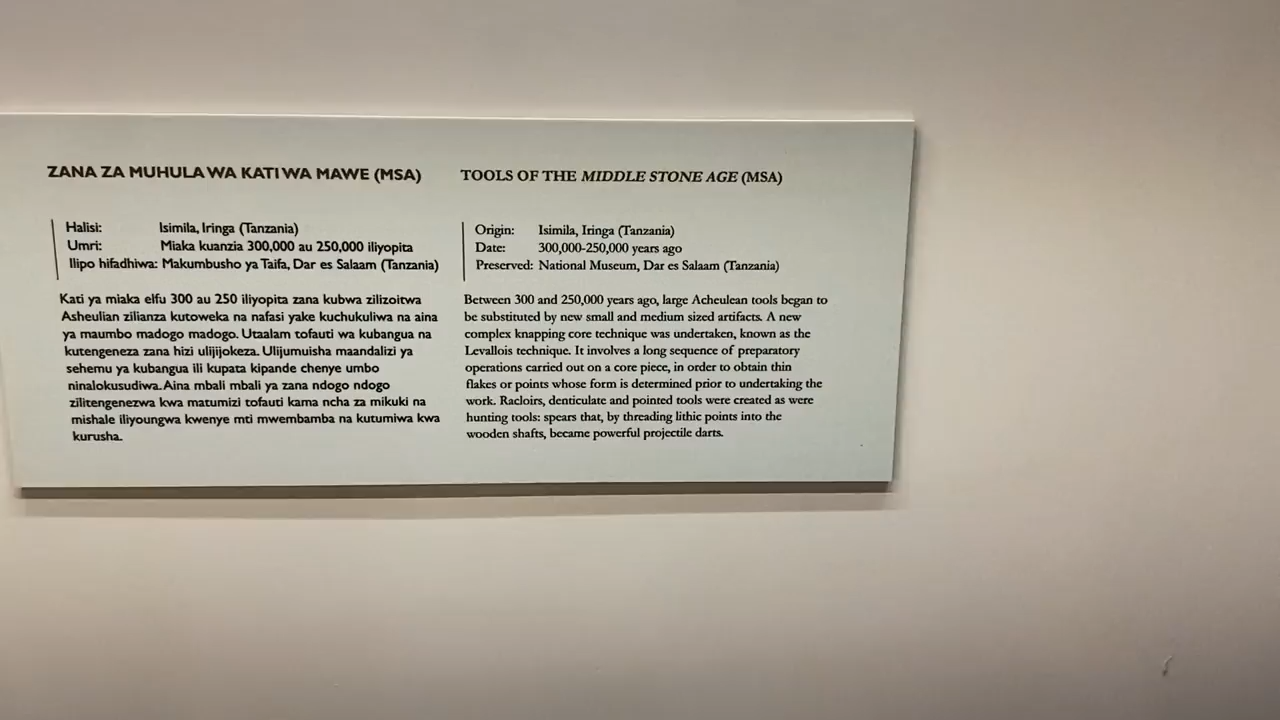 ZANA ZA MUHULA WA KATI WA MAWE (MSA)
Halisi: Isimila, Iringa (Tanzania)
Umri: Miaka kuanzia 300,000 au 250,000 iliyopita
Ilipo hifadhiwa: Makumbusho ya Taifa, Dar es Salaam (Tanzania)
Kati ya miaka elfu 300 au 250 iliyopita zana kubwa zilizoitwa
Asheulian zilianza kutoweka na nafasi yake kuchukuliwa na aina
ya maumbo madogo madogo. Utaalam tofauti wa kubangua na
kutengeneza zana hizi ulijijokeza. Ulijumuisha maandalizi ya
sehemu ya kubangua ili kupata kipande chenye umbo
ninalokusudiwa. Aina mbali mbali ya zana ndogo ndogo
zilitengenezwa kwa matumizi tofauti kama ncha za mikuki na
mishale iliyoungwa kwenye mti mwembamba na kutumiwa kwa
kurusha.
TOOLS OF THE MIDDLE STONE AGE (MSA)
Origin: Isimila, Iringa (Tanzania)
Date: 300,000-250,000 years ago
Preserved: National Museum, Dar es Salaam (Tanzania)
Between 300 and 250,000 years ago, large Acheulean tools began to
be substituted by new small and medium sized artifacts. A new
complex knapping core technique was undertaken, known as the
Levallois technique. It involves a long sequence of preparatory
operations carried out on a core piece, in order to obtain thin
flakes or points whose form is determined prior to undertaking the
work. Racloirs, denticulate and pointed tools were created as were
hunting tools: spears that, by threading lithic points into the
wooden shafts, became powerful projectile darts.